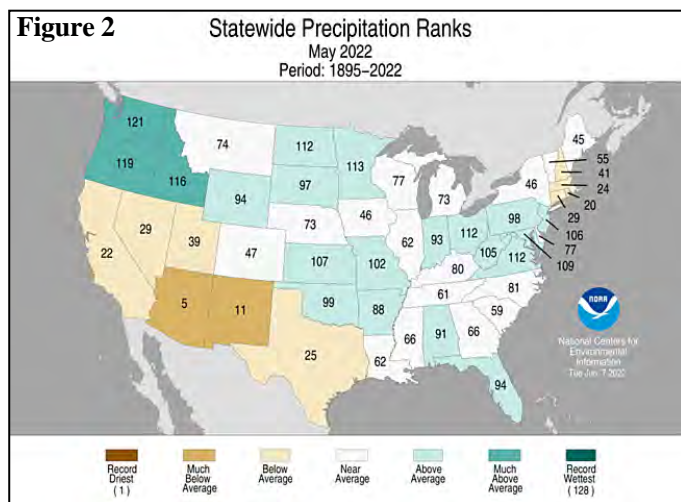 Figure 2
Statewide Precipitation Ranks
May 2022
Period: 1895–2022
121
74
112
113
45
119
116
94
97
77
73
46
55
41
24
20
29
106
77
109
22
29
39
47
73
46
62
93
112
98
105
112
107
102
80
5
11
99
88
61
81
59
25
62
66
91
66
94
NOAA
National Centers for
Environmental
Information
Tue Jun. 7 2022
Record
Driest
( 1 )
Much
Below
Average
Below
Average
Near
Average
Above
Average
Much
Above
Average
Record
Wettest
( 128 )